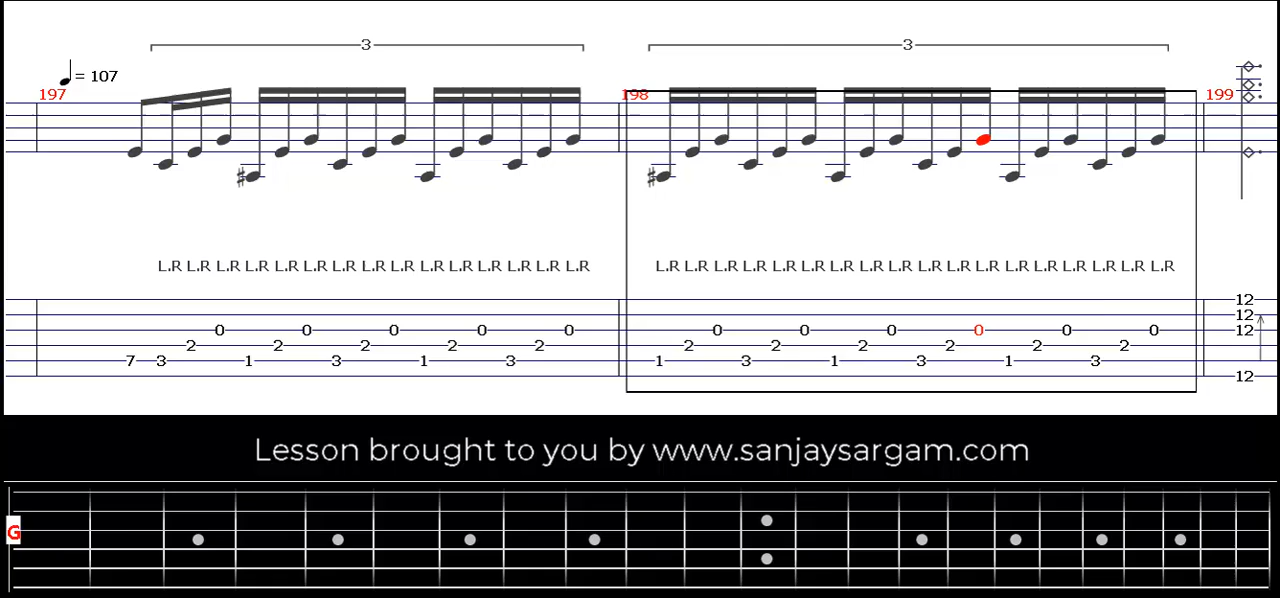 3 3
= 107
197 198 199
L.R L.R L.R L.R L.R L.R L.R L.R L.R L.R L.R L.R L.R L.R L.R L.R L.R L.R L.R L.R L.R L.R L.R L.R L.R L.R L.R L.R L.R L.R L.R L.R L.R
12
12
0 0 0 0 0 0 0 0 0 0 0 12
2 2 2 2 2 2 2 2 2 2 2
7 3 1 3 1 3 1 3 1 3 1 3
12
Lesson brought to you by www.sanjaysargam.com
G